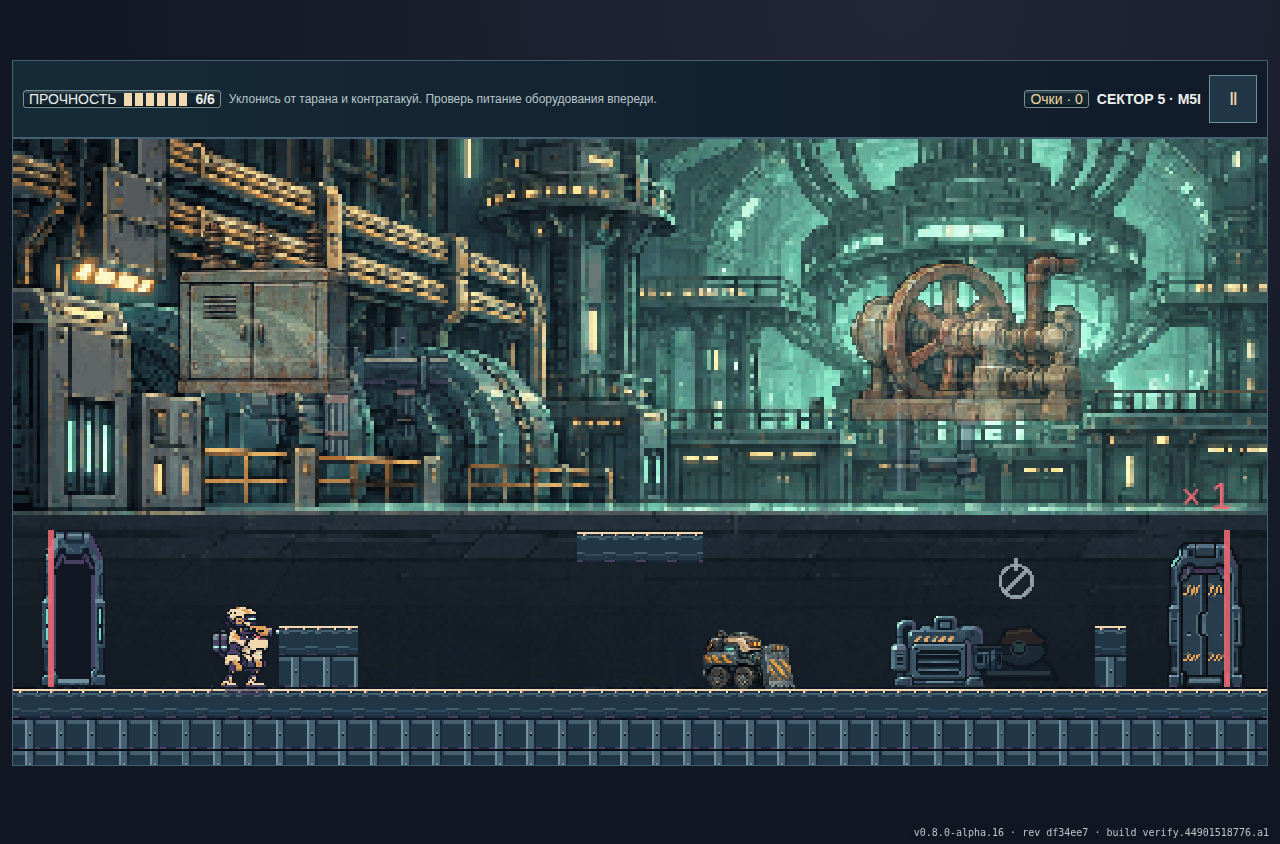 ПРОЧНОСТЬ 6/6 Уклонись от тарана и контратакуй. Проверь питание оборудования впереди. Очки · 0 СЕКТОР 5 · M5I II
× 1
v0.8.0-alpha.16 · rev df34ee7 · build verify.44901518776.a1